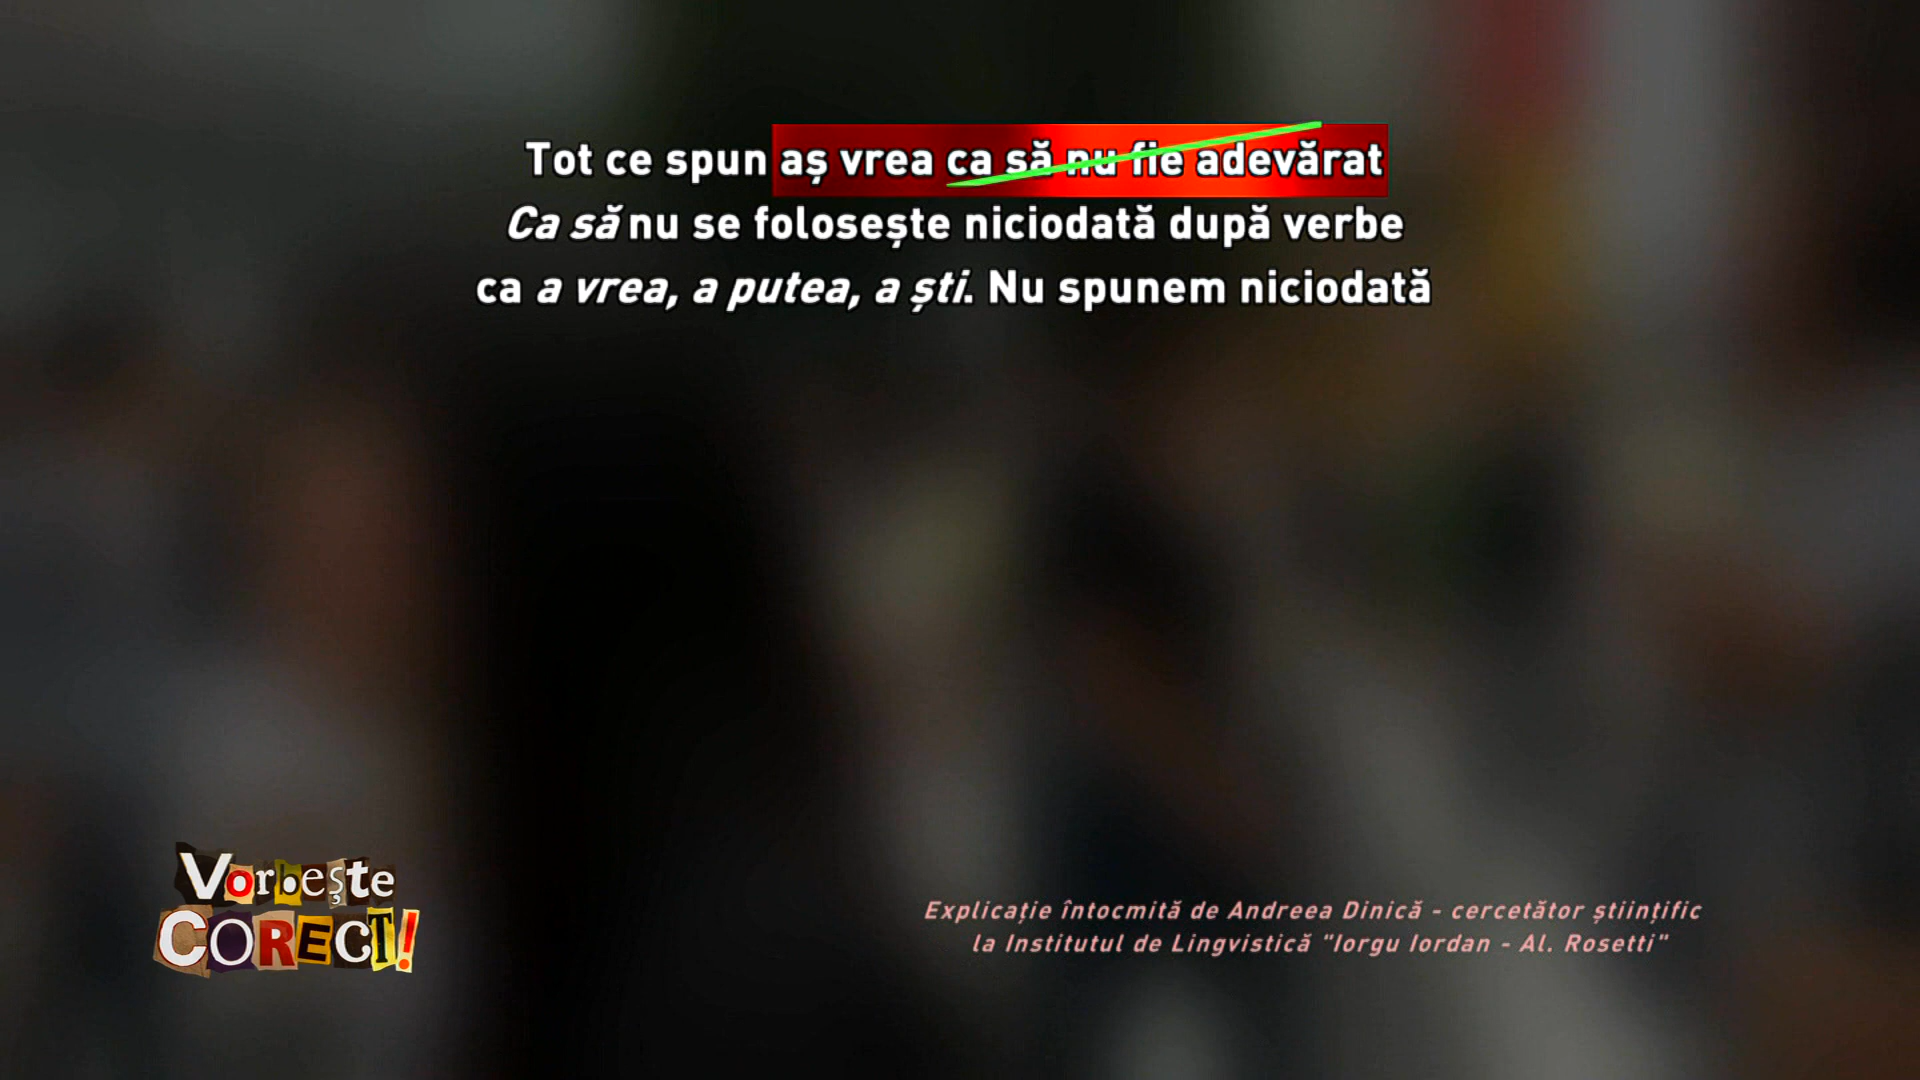 Tot ce spun aș vrea ca să nu fie adevărat
Ca să nu se folosește niciodată după verbe
ca a vrea, a putea, a ști. Nu spunem niciodată
Vorbește
CORECT!
Explicație întocmită de Andreea Dinică - cercetător științific
la Institutul de Lingvistică "Iorgu Iordan - Al. Rosetti"